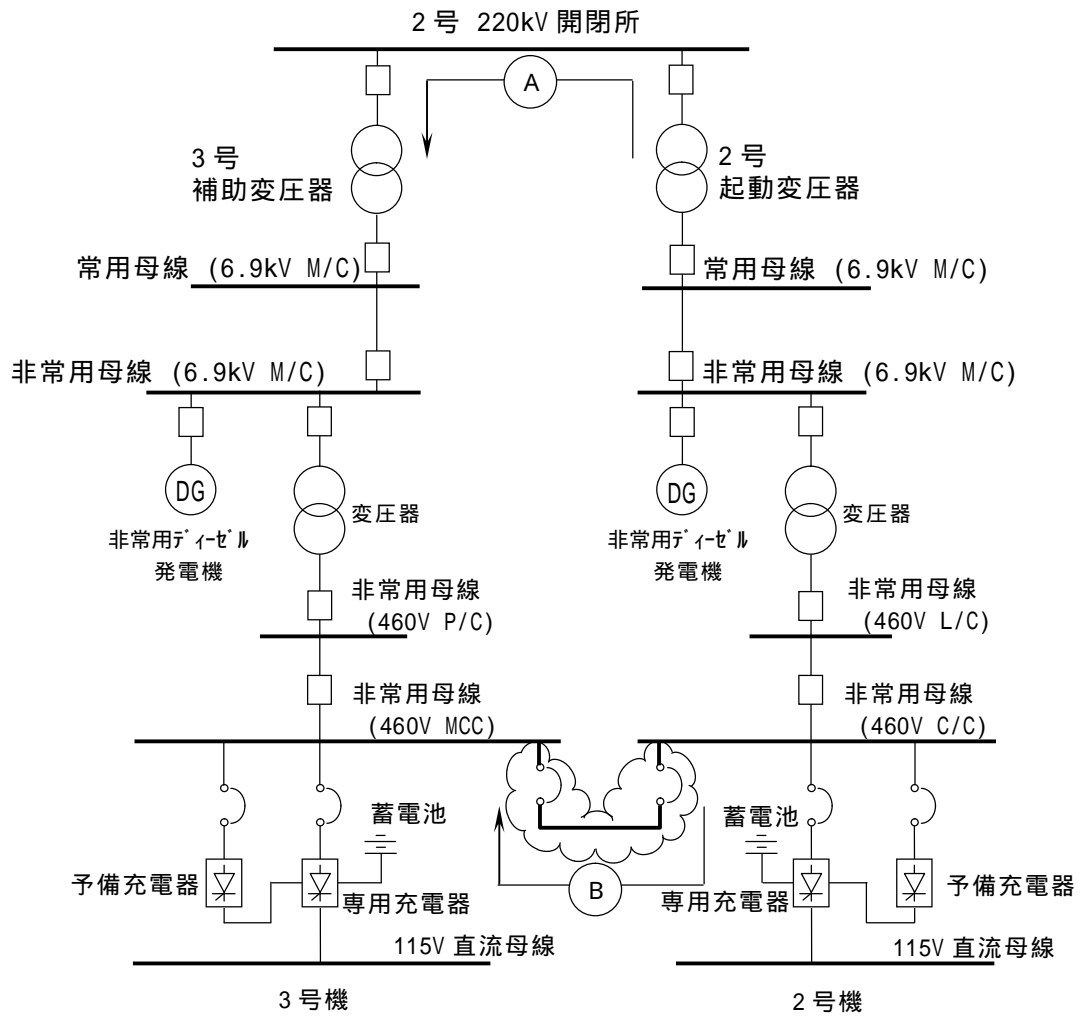 2号 220kV 開閉所
A
3号
補助変圧器
2号
起動変圧器
常用母線 (6.9kV M/C)
常用母線 (6.9kV M/C)
非常用母線 (6.9kV M/C)
非常用母線 (6.9kV M/C)
DG
変圧器
DG
変圧器
非常用ディーゼル
発電機
非常用ディーゼル
発電機
非常用母線
(460V P/C)
非常用母線
(460V L/C)
非常用母線
(460V MCC)
非常用母線
(460V C/C)
蓄電池
蓄電池
予備充電器
専用充電器
B
専用充電器
予備充電器
115V 直流母線
115V 直流母線
3号機
2号機